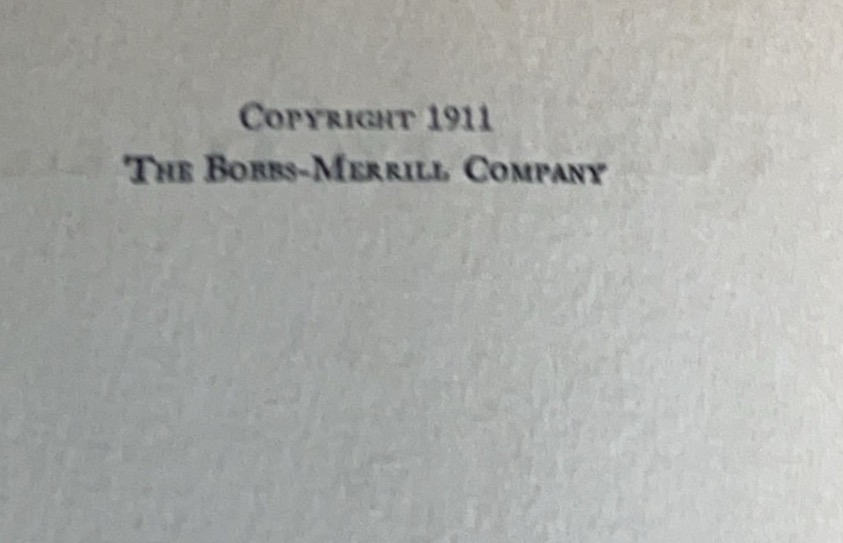 COPYRIGHT 1911
THE BOBBS-MERRILL COMPANY